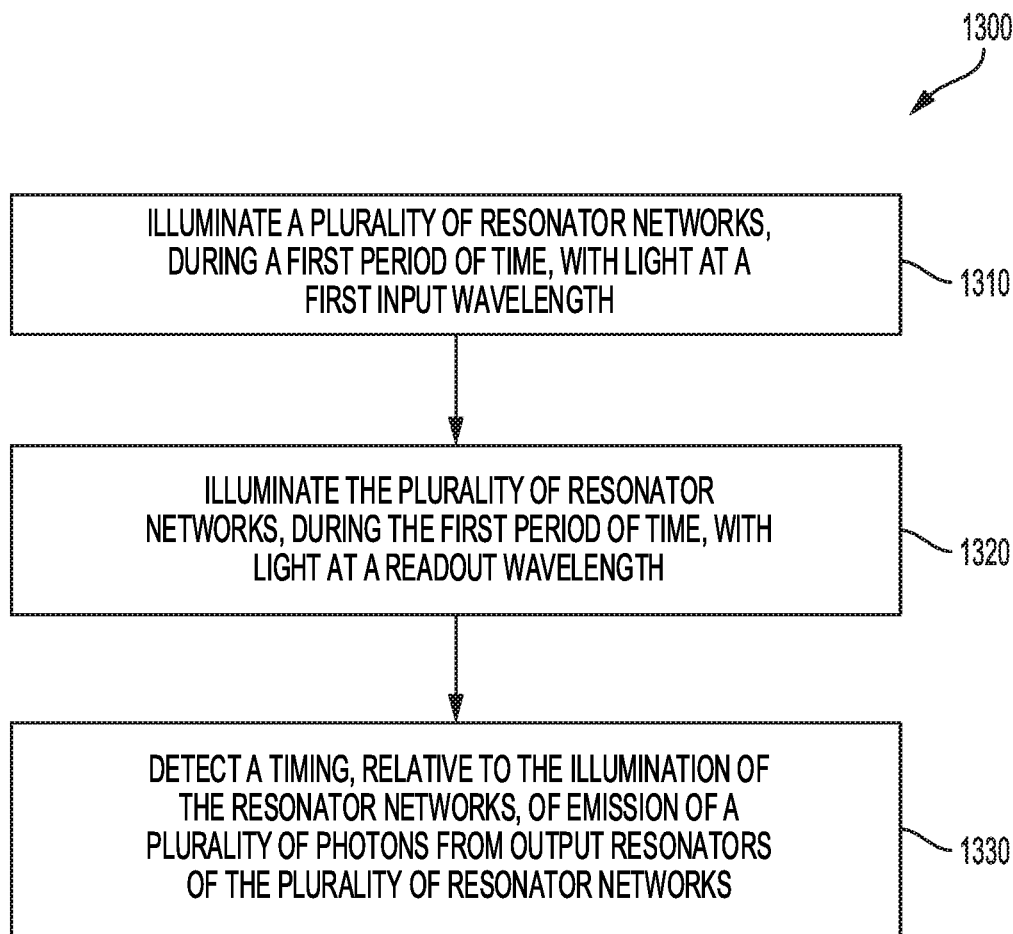 1300
ILLUMINATE A PLURALITY OF RESONATOR NETWORKS,
DURING A FIRST PERIOD OF TIME, WITH LIGHT AT A
FIRST INPUT WAVELENGTH
1310
ILLUMINATE THE PLURALITY OF RESONATOR
NETWORKS, DURING THE FIRST PERIOD OF TIME, WITH
LIGHT AT A READOUT WAVELENGTH
1320
DETECT A TIMING, RELATIVE TO THE ILLUMINATION OF
THE RESONATOR NETWORKS, OF EMISSION OF A
PLURALITY OF PHOTONS FROM OUTPUT RESONATORS
OF THE PLURALITY OF RESONATOR NETWORKS
1330